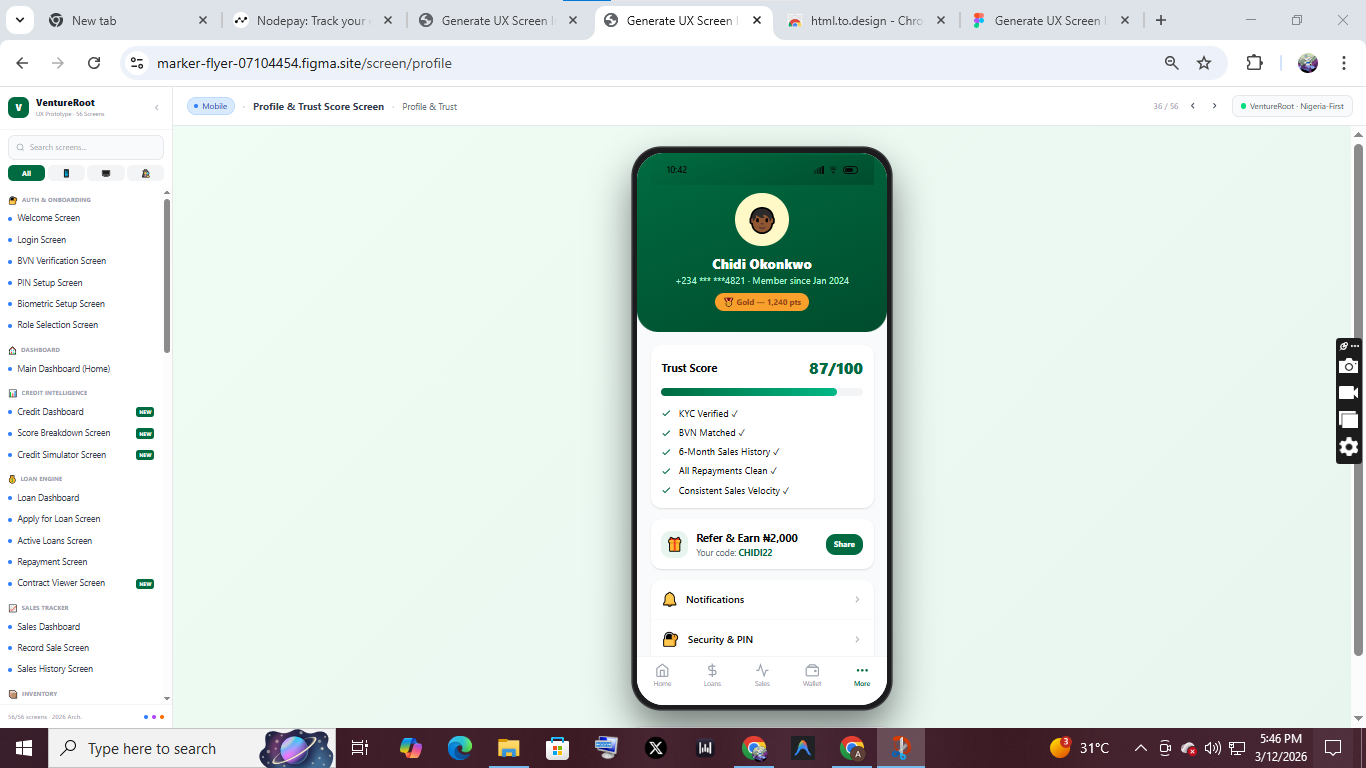 New tab
Nodepay: Track your
Generate UX Screen
Generate UX Screen
html.to.design - Chro
Generate UX Screen
marker-flyer-07104454.figma.site/screen/profile
V
VentureRoot
UX Prototype · 56 Screens
Mobile · Profile & Trust Score Screen · Profile & Trust
36 / 56
VentureRoot · Nigeria-First
Search screens...
All
AUTH & ONBOARDING
Welcome Screen
Login Screen
BVN Verification Screen
PIN Setup Screen
Biometric Setup Screen
Role Selection Screen
DASHBOARD
Main Dashboard (Home)
CREDIT INTELLIGENCE
Credit Dashboard NEW
Score Breakdown Screen NEW
Credit Simulator Screen NEW
LOAN ENGINE
Loan Dashboard
Apply for Loan Screen
Active Loans Screen
Repayment Screen
Contract Viewer Screen NEW
SALES TRACKER
Sales Dashboard
Record Sale Screen
Sales History Screen
INVENTORY
56/56 screens · 2026 Arch.
10:42
Chidi Okonkwo
+234 *** ***4821 · Member since Jan 2024
Gold — 1,240 pts
Trust Score 87/100
KYC Verified ✓
BVN Matched ✓
6-Month Sales History ✓
All Repayments Clean ✓
Consistent Sales Velocity ✓
Refer & Earn ₦2,000
Your code: CHIDI22
Share
Notifications
Security & PIN
Home Loans Sales Wallet More
Type here to search
A
3
31°C
5:46 PM
3/12/2026